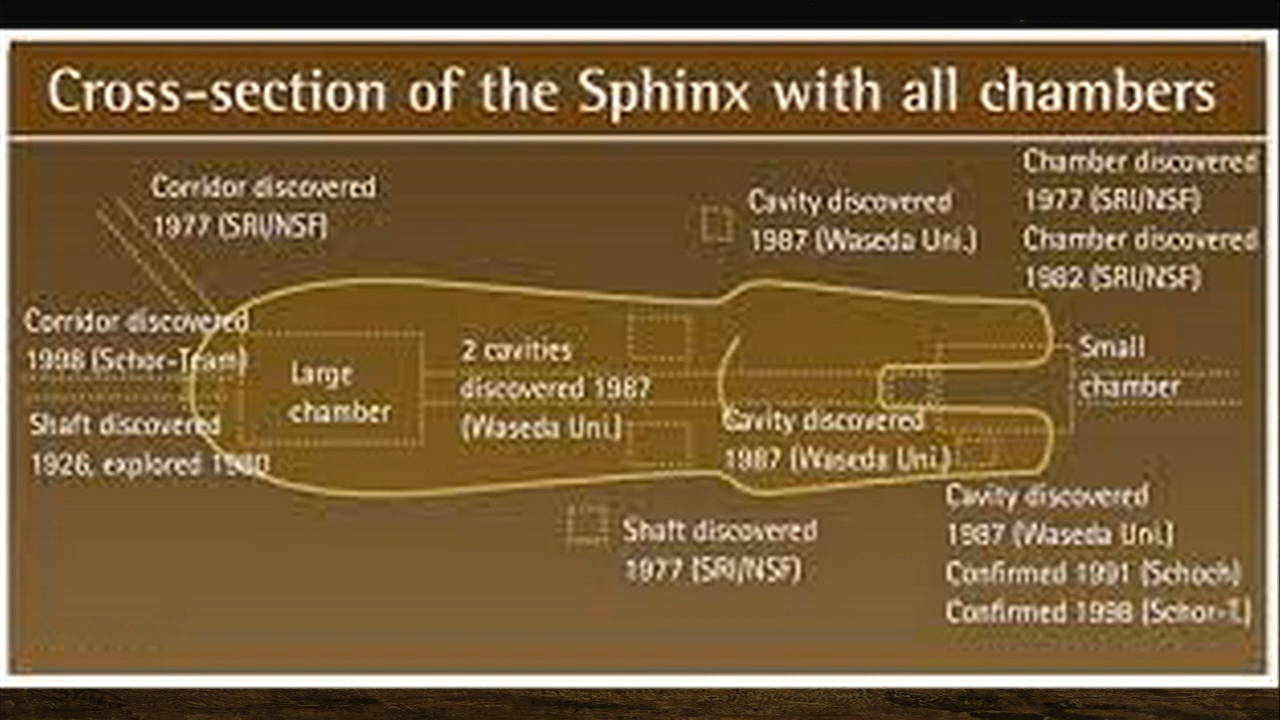 Cross-section of the Sphinx with all chambers
Corridor discovered
1977 (SRI/NSF)
Cavity discovered
1987 (Waseda Uni.)
Chamber discovered
1977 (SRI/NSF)
Chamber discovered
1982 (SRI/NSF)
Corridor discovered
1998 (Schor-Team)
Large
chamber
2 cavities
discovered 1987
(Waseda Uni.)
Small
chamber
Shaft discovered
1926, explored 1980
Cavity discovered
1987 (Waseda Uni.)
Shaft discovered
1977 (SRI/NSF)
Cavity discovered
1987 (Waseda Uni.)
Confirmed 1991 (Schoch)
Confirmed 1998 (Schor-T.)